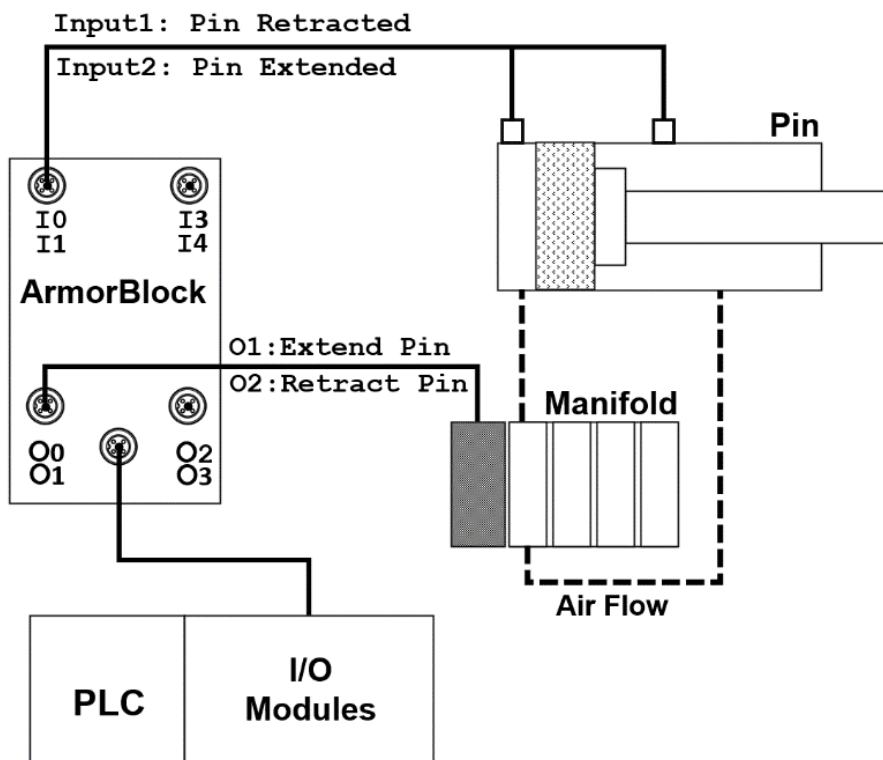 Input1: Pin Retracted
Input2: Pin Extended
Pin
I0
I1
I3
I4
ArmorBlock
O1:Extend Pin
O2:Retract Pin
Manifold
O0
O1
O2
O3
Air Flow
PLC
I/O
Modules